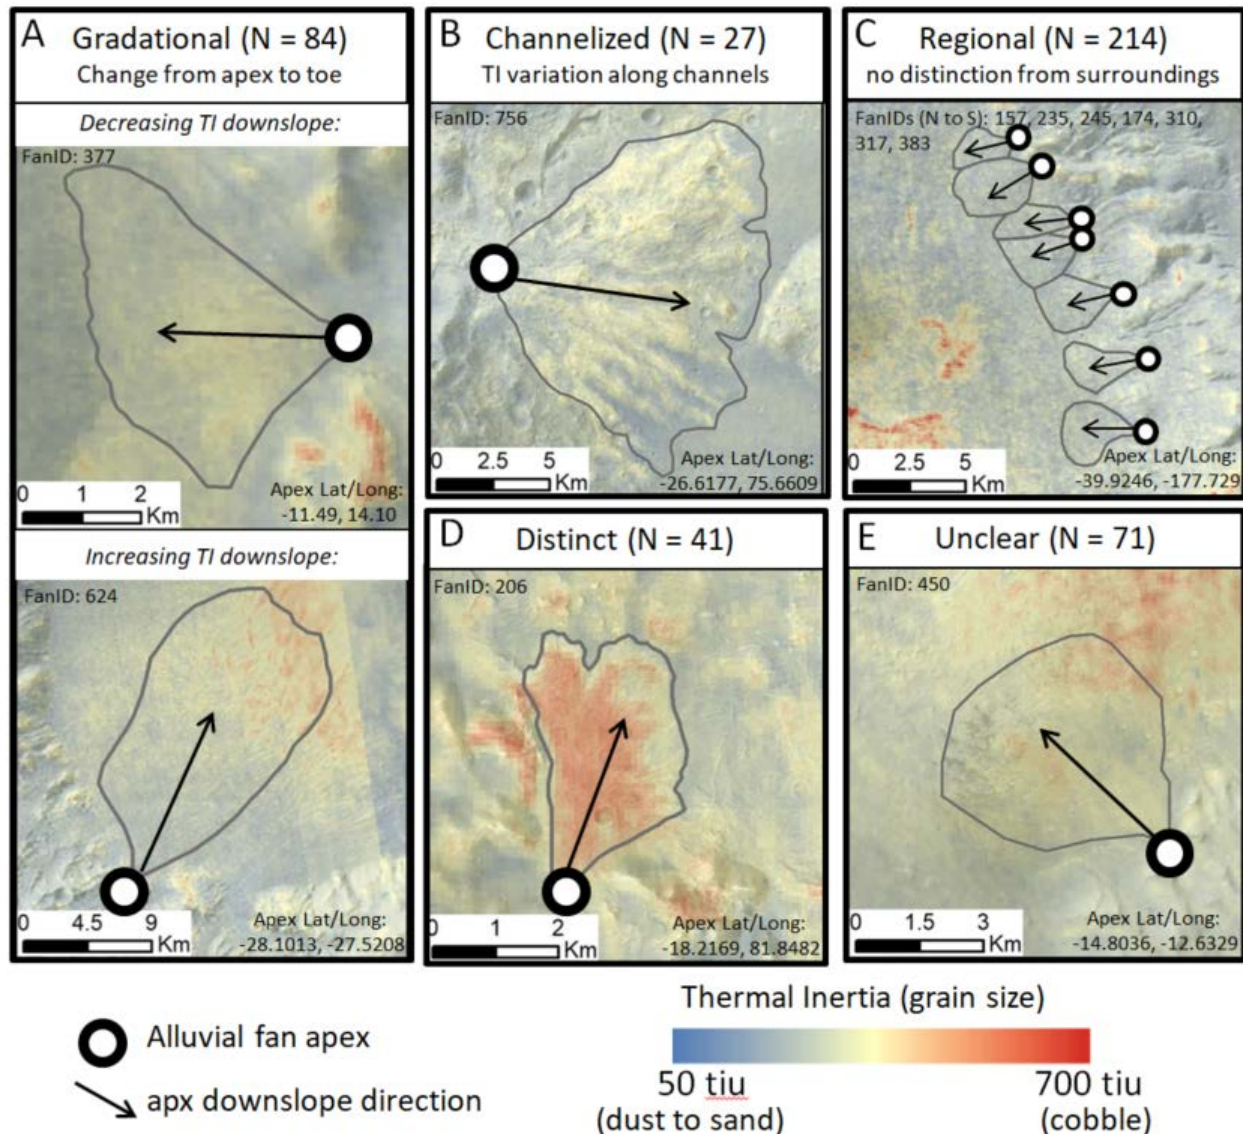 A Gradational (N = 84)
Change from apex to toe
Decreasing TI downslope:
FanID: 377
0 1 2
Km
Apex Lat/Long:
-11.49, 14.10
Increasing TI downslope:
FanID: 624
0 4.5 9
Km
Apex Lat/Long:
-28.1013, -27.5208
B Channelized (N = 27)
TI variation along channels
FanID: 756
0 2.5 5
Km
Apex Lat/Long:
-26.6177, 75.6609
C Regional (N = 214)
no distinction from surroundings
FanIDs (N to S): 157, 235, 245, 174, 310,
317, 383
0 2.5 5
Km
Apex Lat/Long:
-39.9246, -177.729
D Distinct (N = 41)
FanID: 206
0 1 2
Km
Apex Lat/Long:
-18.2169, 81.8482
E Unclear (N = 71)
FanID: 450
0 1.5 3
Km
Apex Lat/Long:
-14.8036, -12.6329
Alluvial fan apex
apx downslope direction
Thermal Inertia (grain size)
50 tiu 700 tiu
(dust to sand) (cobble)